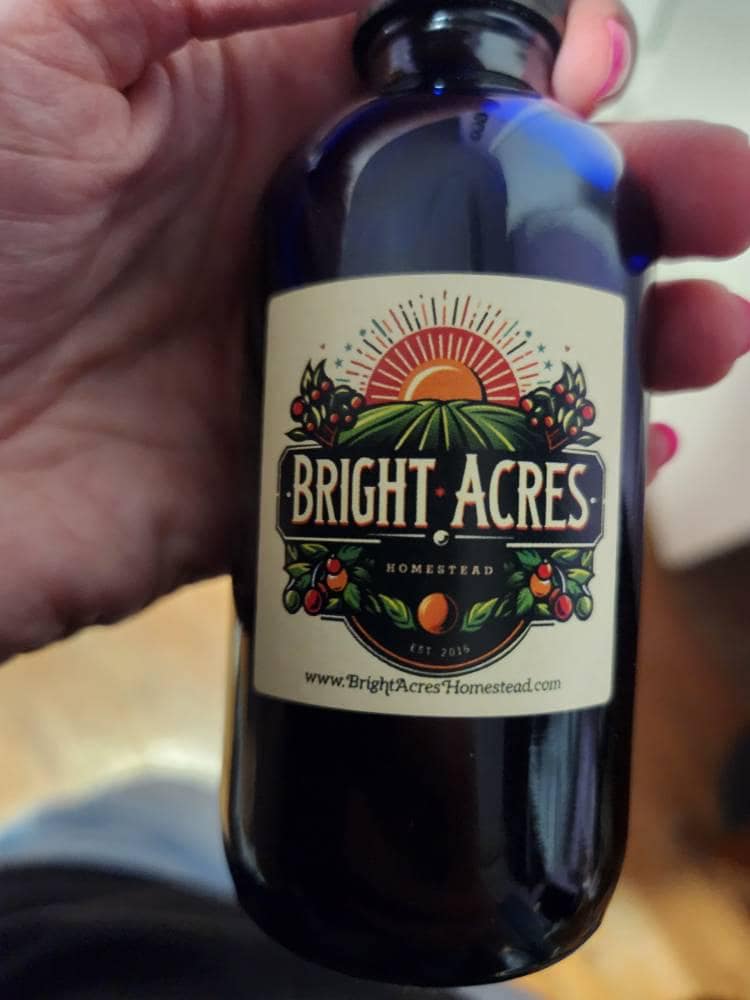 BRIGHT ACRES
HOMESTEAD
EST 2016
www.BrightAcresHomestead.com